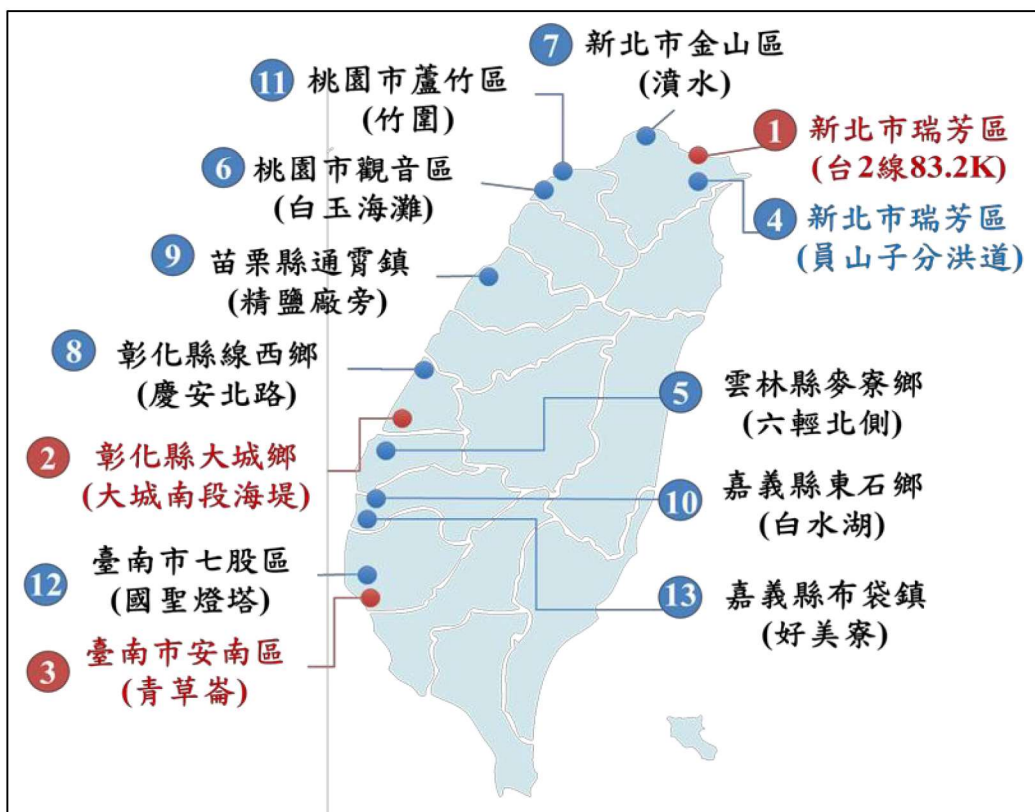 7 新北市金山區
(濆水)
11 桃園市蘆竹區
(竹圍)
1 新北市瑞芳區
(台2線83.2K)
6 桃園市觀音區
(白玉海灘)
4 新北市瑞芳區
(員山子分洪道)
9 苗栗縣通霄鎮
(精鹽廠旁)
8 彰化縣線西鄉
(慶安北路)
5 雲林縣麥寮鄉
(六輕北側)
2 彰化縣大城鄉
(大城南段海堤)
10 嘉義縣東石鄉
(白水湖)
12 臺南市七股區
(國聖燈塔)
13 嘉義縣布袋鎮
(好美寮)
3 臺南市安南區
(青草崙)